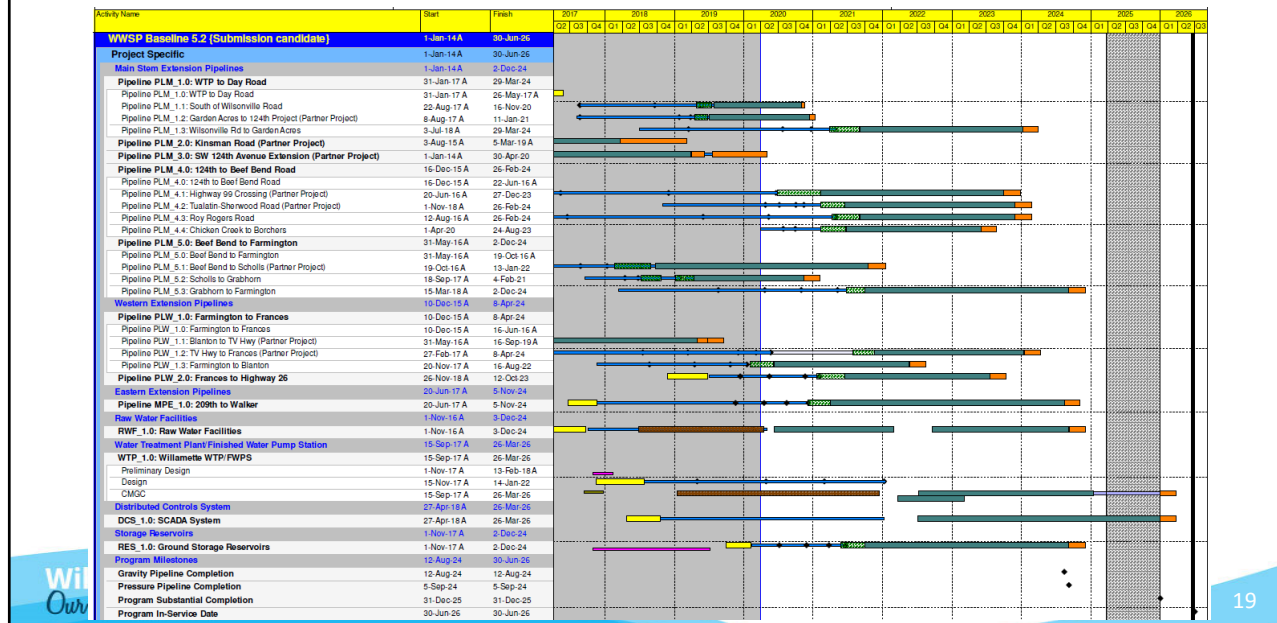 Activity Name Start Finish 2017 2018 2019 2020 2021 2022 2023 2024 2025 2026
Q2 Q3 Q4 Q1 Q2 Q3 Q4 Q1 Q2 Q3 Q4 Q1 Q2 Q3 Q4 Q1 Q2 Q3 Q4 Q1 Q2 Q3 Q4 Q1 Q2 Q3 Q4 Q1 Q2 Q3 Q4 Q1 Q2 Q3 Q4 Q1 Q2 Q3
WWSP Baseline 5.2 {Submission candidate} 1-Jan-14 A 30-Jun-26
Project Specific 1-Jan-14 A 30-Jun-26
Main Stem Extension Pipelines 1-Jan-14 A 2-Dec-24
Pipeline PLM_1.0: WTP to Day Road 31-Jan-17 A 29-Mar-24
Pipeline PLM_1.0: WTP to Day Road 31-Jan-17 A 26-May-17 A
Pipeline PLM_1.1: South of Wilsonville Road 22-Aug-17 A 16-Nov-20
Pipeline PLM_1.2: Garden Acres to 124th Project (Partner Project) 8-Aug-17 A 11-Jan-21
Pipeline PLM_1.3: Wilsonville Rd to Garden Acres 3-Jul-18 A 29-Mar-24
Pipeline PLM_2.0: Kinsman Road (Partner Project) 3-Aug-15 A 5-Mar-19 A
Pipeline PLM_3.0: SW 124th Avenue Extension (Partner Project) 1-Jan-14 A 30-Apr-20
Pipeline PLM_4.0: 124th to Beef Bend Road 16-Dec-15 A 26-Feb-24
Pipeline PLM_4.0: 124th to Beef Bend Road 16-Dec-15 A 22-Jun-16 A
Pipeline PLM_4.1: Highway 99 Crossing (Partner Project) 20-Jun-16 A 27-Dec-23
Pipeline PLM_4.2: Tualatin-Sherwood Road (Partner Project) 1-Nov-18 A 26-Feb-24
Pipeline PLM_4.3: Roy Rogers Road 12-Aug-16 A 26-Feb-24
Pipeline PLM_4.4: Chicken Creek to Borchers 1-Apr-20 24-Aug-23
Pipeline PLM_5.0: Beef Bend to Farmington 31-May-16 A 2-Dec-24
Pipeline PLM_5.0: Beef Bend to Farmington 31-May-16 A 19-Oct-16 A
Pipeline PLM_5.1: Beef Bend to Scholls (Partner Project) 19-Oct-16 A 13-Jan-22
Pipeline PLM_5.2: Scholls to Grabhorn 18-Sep-17 A 4-Feb-21
Pipeline PLM_5.3: Grabhorn to Farmington 15-Mar-18 A 2-Dec-24
Western Extension Pipelines 10-Dec-15 A 8-Apr-24
Pipeline PLW_1.0: Farmington to Frances 10-Dec-15 A 8-Apr-24
Pipeline PLW_1.0: Farmington to Frances 10-Dec-15 A 16-Jun-16 A
Pipeline PLW_1.1: Blanton to TV Hwy (Partner Project) 31-May-16 A 16-Sep-19 A
Pipeline PLW_1.2: TV Hwy to Frances (Partner Project) 27-Feb-17 A 8-Apr-24
Pipeline PLW_1.3: Farmington to Blanton 20-Nov-17 A 16-Aug-22
Pipeline PLW_2.0: Frances to Highway 26 26-Nov-18 A 12-Oct-23
Eastern Extension Pipelines 20-Jun-17 A 5-Nov-24
Pipeline MPE_1.0: 209th to Walker 20-Jun-17 A 5-Nov-24
Raw Water Facilities 1-Nov-16 A 3-Dec-24
RWF_1.0: Raw Water Facilities 1-Nov-16 A 3-Dec-24
Water Treatment Plant/Finished Water Pump Station 15-Sep-17 A 26-Mar-26
WTP_1.0: Willamette WTP/FWPS 15-Sep-17 A 26-Mar-26
Preliminary Design 1-Nov-17 A 13-Feb-18 A
Design 15-Nov-17 A 14-Jan-22
CMGC 15-Sep-17 A 26-Mar-26
Distributed Controls System 27-Apr-18 A 26-Mar-26
DCS_1.0: SCADA System 27-Apr-18 A 26-Mar-26
Storage Reservoirs 1-Nov-17 A 2-Dec-24
RES_1.0: Ground Storage Reservoirs 1-Nov-17 A 2-Dec-24
Program Milestones 12-Aug-24 30-Jun-26
Gravity Pipeline Completion 12-Aug-24 12-Aug-24
Pressure Pipeline Completion 5-Sep-24 5-Sep-24
Program Substantial Completion 31-Dec-25 31-Dec-25
Program In-Service Date 30-Jun-26 30-Jun-26
Wil
Our
19